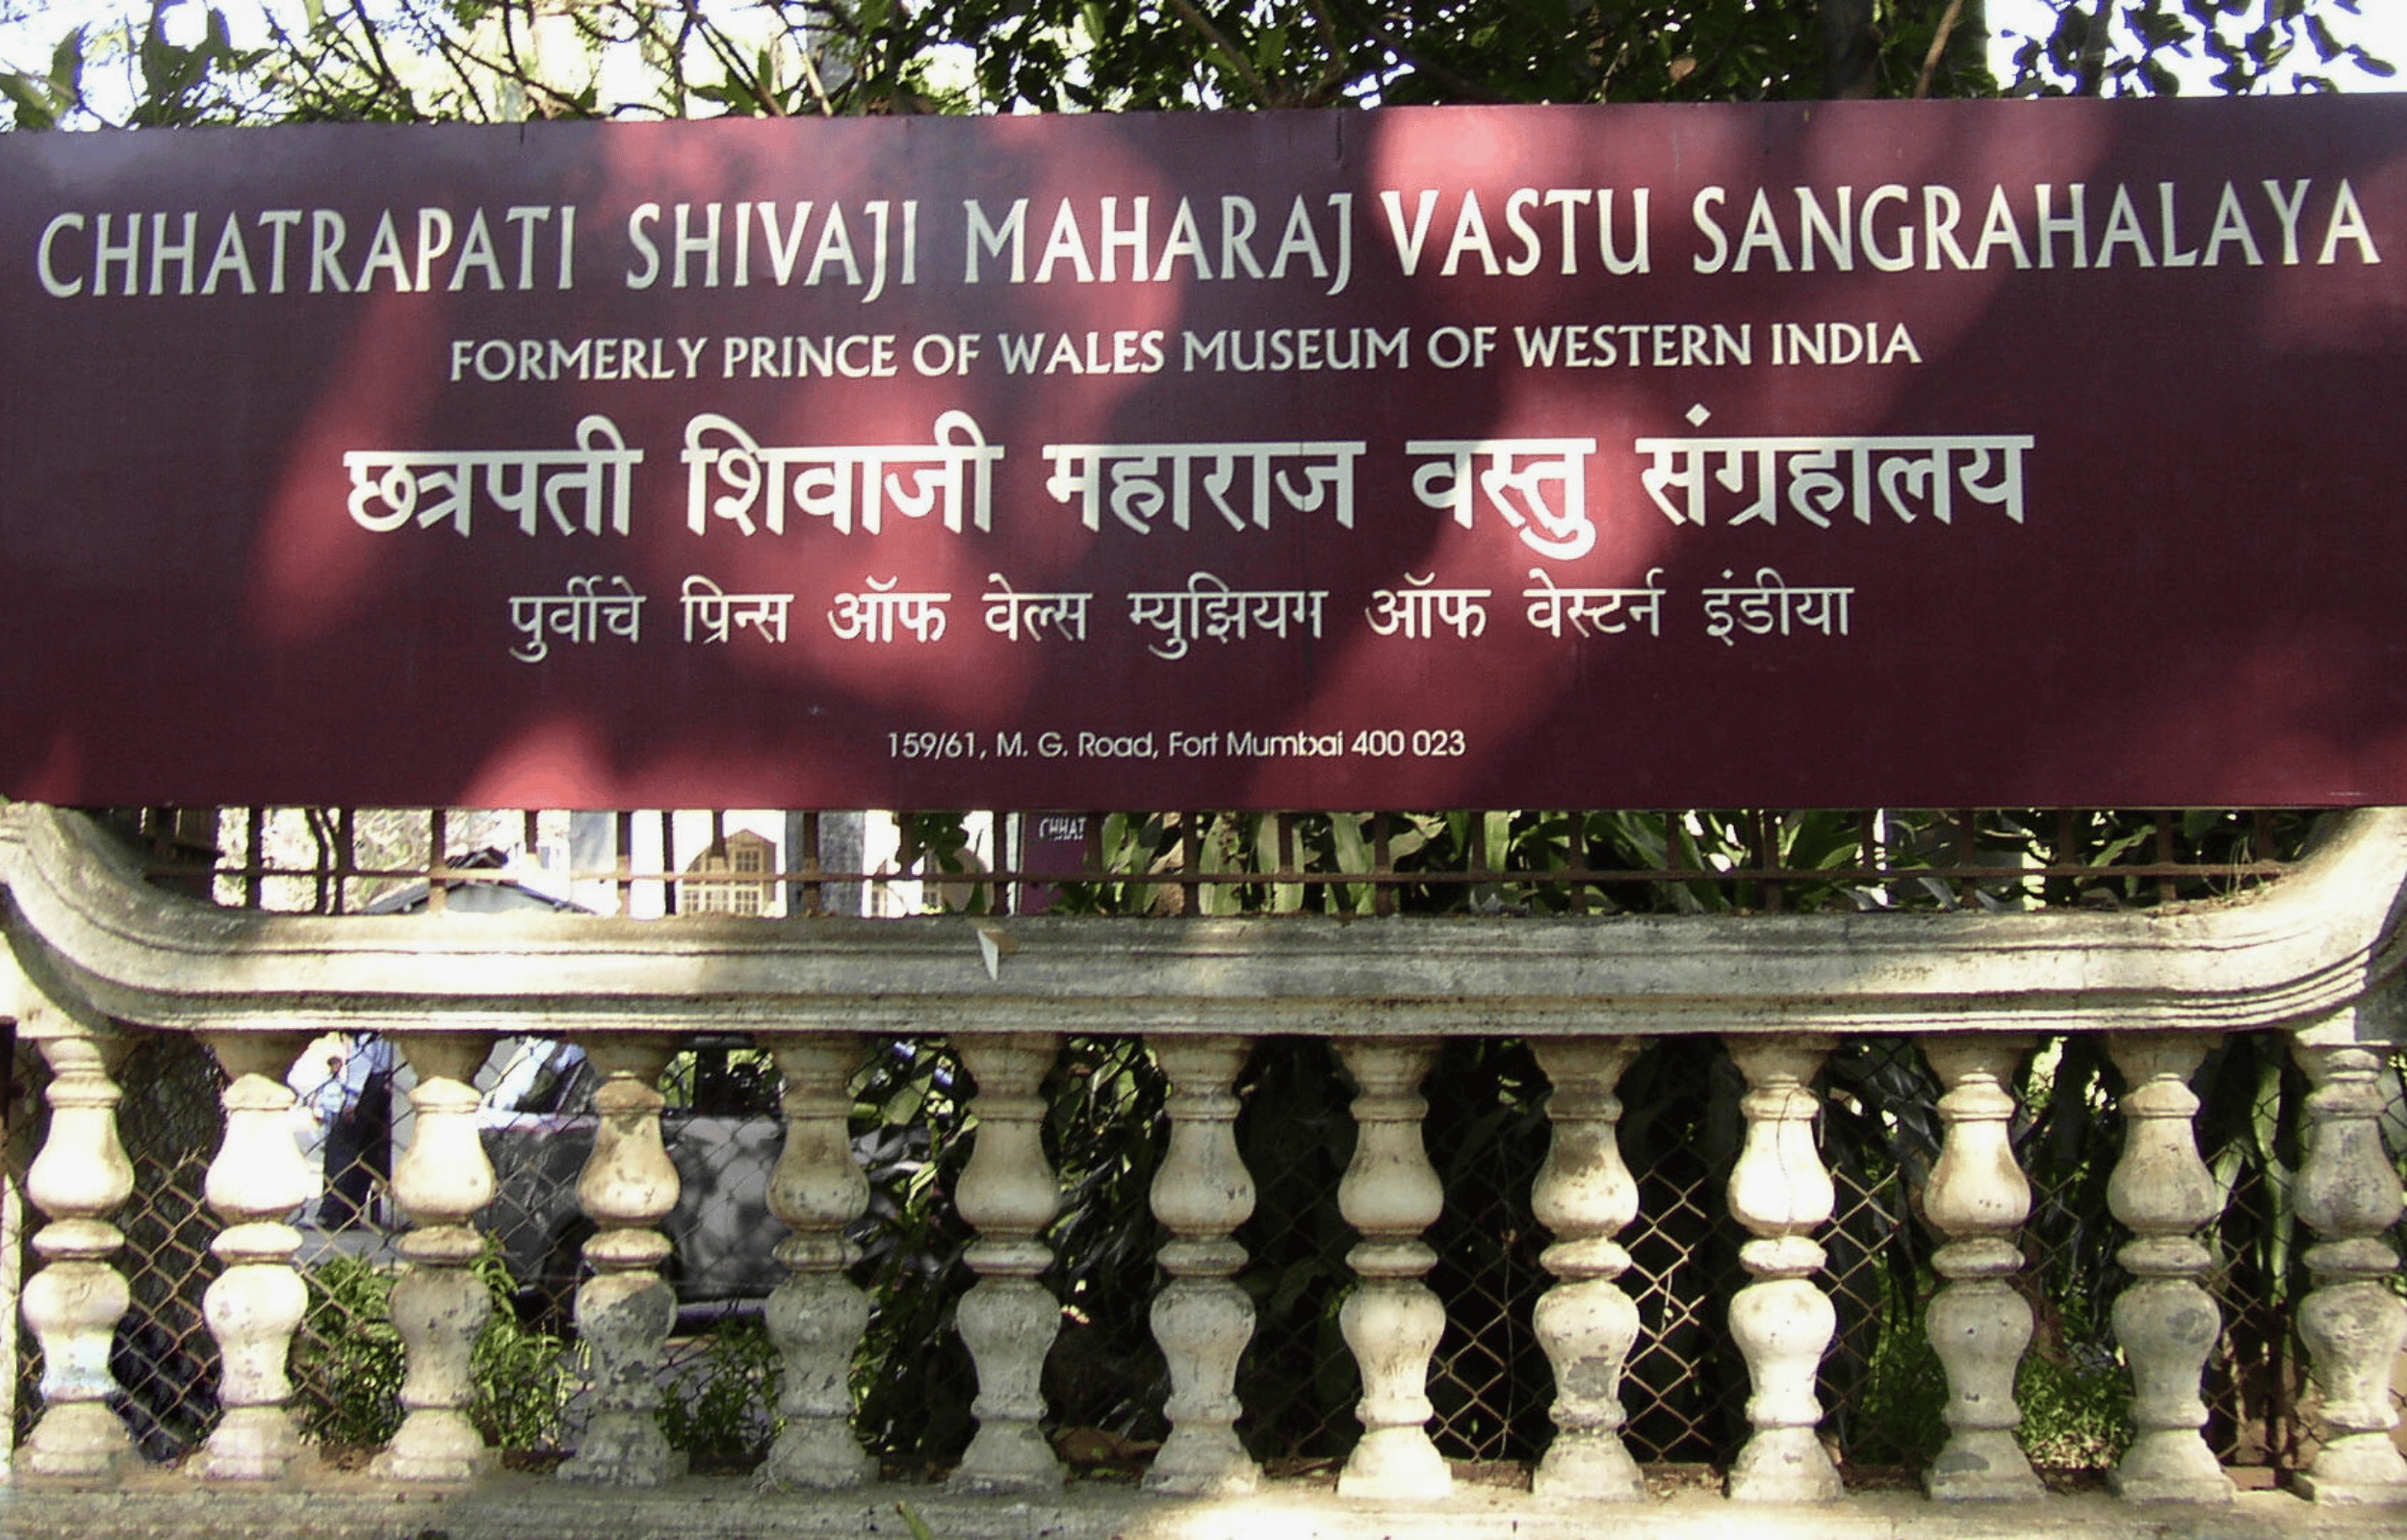 CHHATRAPATI SHIVAJI MAHARAJ VASTU SANGRAHALAYA
FORMERLY PRINCE OF WALES MUSEUM OF WESTERN INDIA
छत्रपती शिवाजी महाराज वस्तु संग्रहालय
पुर्वीचे प्रिन्स ऑफ वेल्स म्युझियम ऑफ वेस्टर्न इंडीया
159/61, M. G. Road, Fort Mumbai 400 023
CHHAT